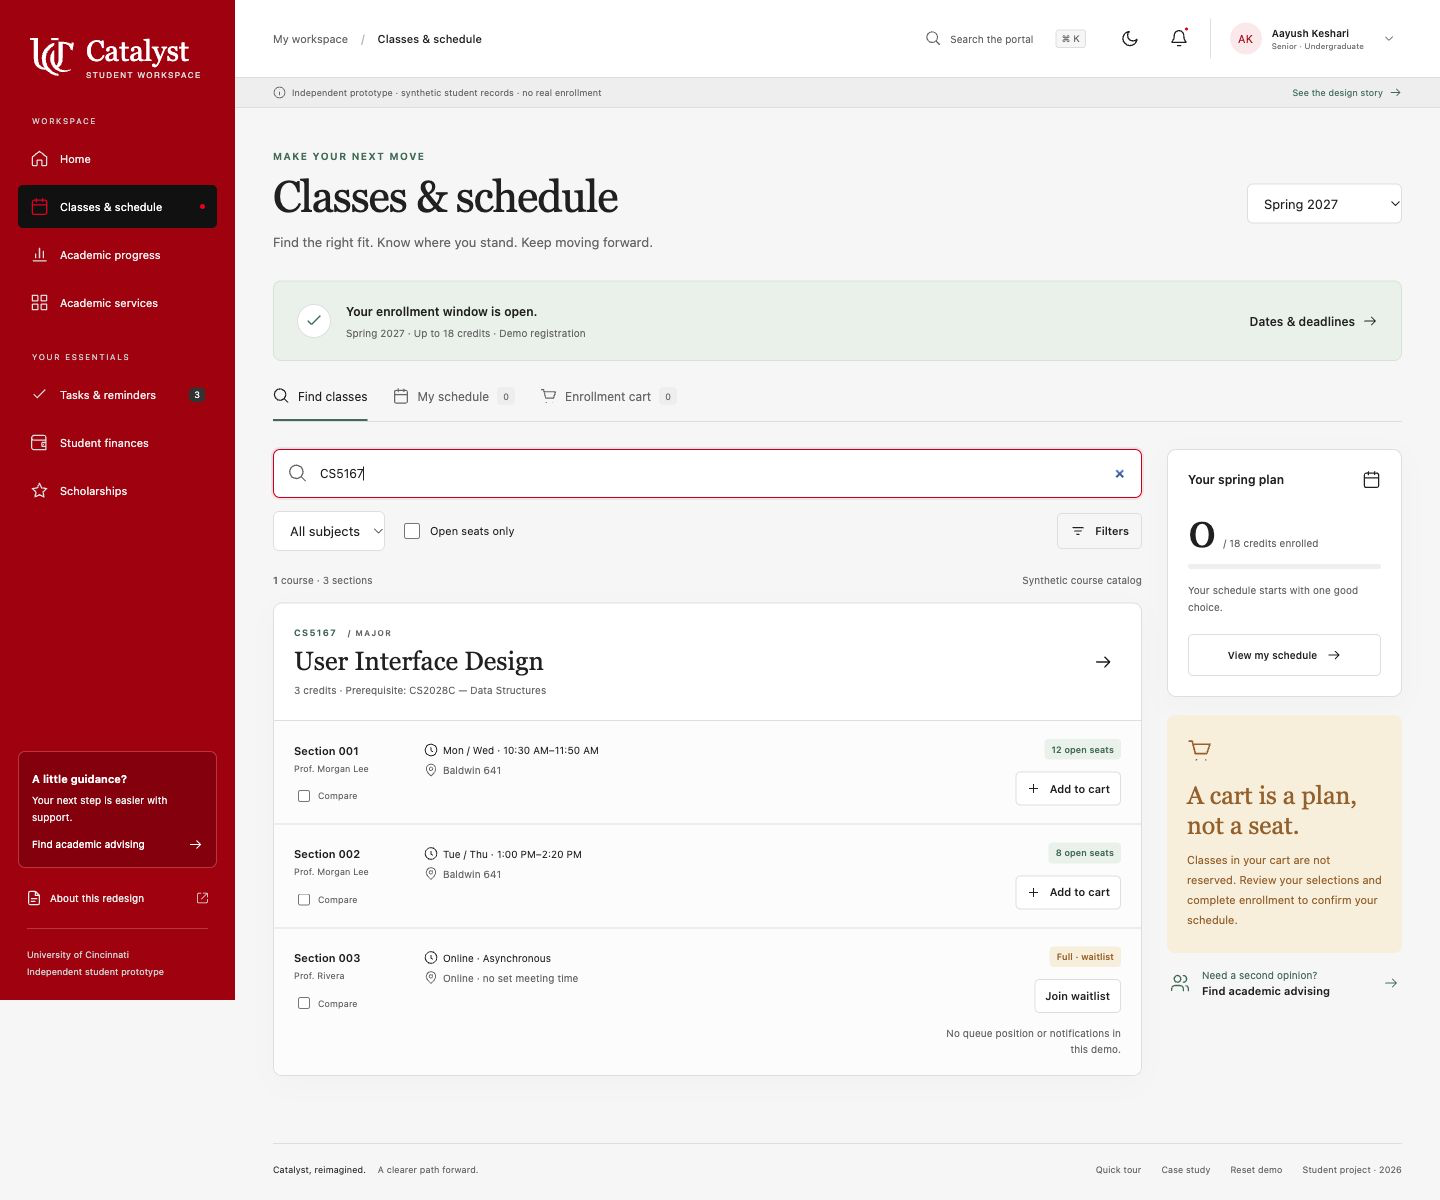 UC Catalyst
STUDENT WORKSPACE
WORKSPACE
Home
Classes & schedule
Academic progress
Academic services
YOUR ESSENTIALS
Tasks & reminders 3
Student finances
Scholarships
A little guidance?
Your next step is easier with
support.
Find academic advising
About this redesign
University of Cincinnati
Independent student prototype
My workspace / Classes & schedule
Search the portal ⌘ K
AK
Aayush Keshari
Senior · Undergraduate
Independent prototype · synthetic student records · no real enrollment
See the design story
MAKE YOUR NEXT MOVE
Classes & schedule
Find the right fit. Know where you stand. Keep moving forward.
Spring 2027
Your enrollment window is open.
Spring 2027 · Up to 18 credits · Demo registration
Dates & deadlines
Find classes
My schedule 0
Enrollment cart 0
CS5167
All subjects
Open seats only
Filters
1 course · 3 sections
Synthetic course catalog
CS5167 / MAJOR
User Interface Design
3 credits · Prerequisite: CS2028C — Data Structures
Section 001
Prof. Morgan Lee
Compare
Mon / Wed · 10:30 AM–11:50 AM
Baldwin 641
12 open seats
Add to cart
Section 002
Prof. Morgan Lee
Compare
Tue / Thu · 1:00 PM–2:20 PM
Baldwin 641
8 open seats
Add to cart
Section 003
Prof. Rivera
Compare
Online · Asynchronous
Online · no set meeting time
Full · waitlist
Join waitlist
No queue position or notifications in
this demo.
Your spring plan
0 / 18 credits enrolled
Your schedule starts with one good
choice.
View my schedule
A cart is a plan,
not a seat.
Classes in your cart are not
reserved. Review your selections and
complete enrollment to confirm your
schedule.
Need a second opinion?
Find academic advising
Catalyst, reimagined. A clearer path forward.
Quick tour
Case study
Reset demo
Student project · 2026